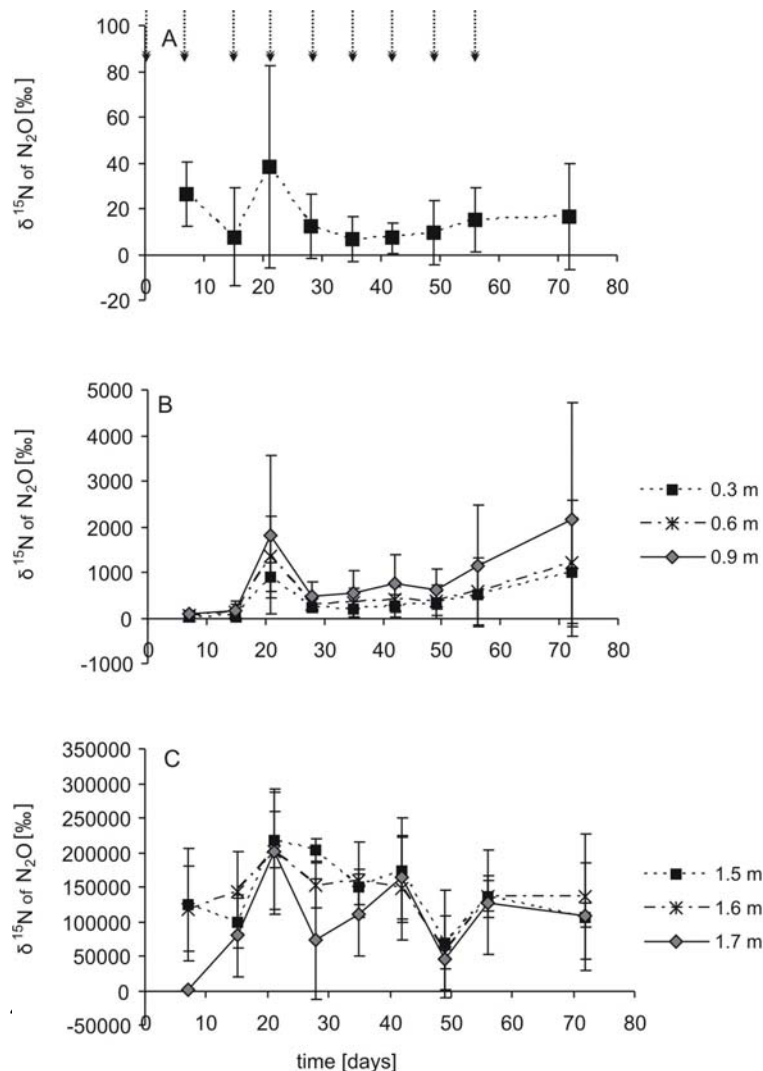 A
δ ¹⁵N of N₂O [‰]
100
80
60
40
20
0
-20
0 10 20 30 40 50 60 70 80
B
δ ¹⁵N of N₂O [‰]
5000
4000
3000
2000
1000
0
-1000
0 10 20 30 40 50 60 70 80
0.3 m
0.6 m
0.9 m
C
δ ¹⁵N of N₂O [‰]
350000
300000
250000
200000
150000
100000
50000
0
-50000
0 10 20 30 40 50 60 70 80
1.5 m
1.6 m
1.7 m
time [days]